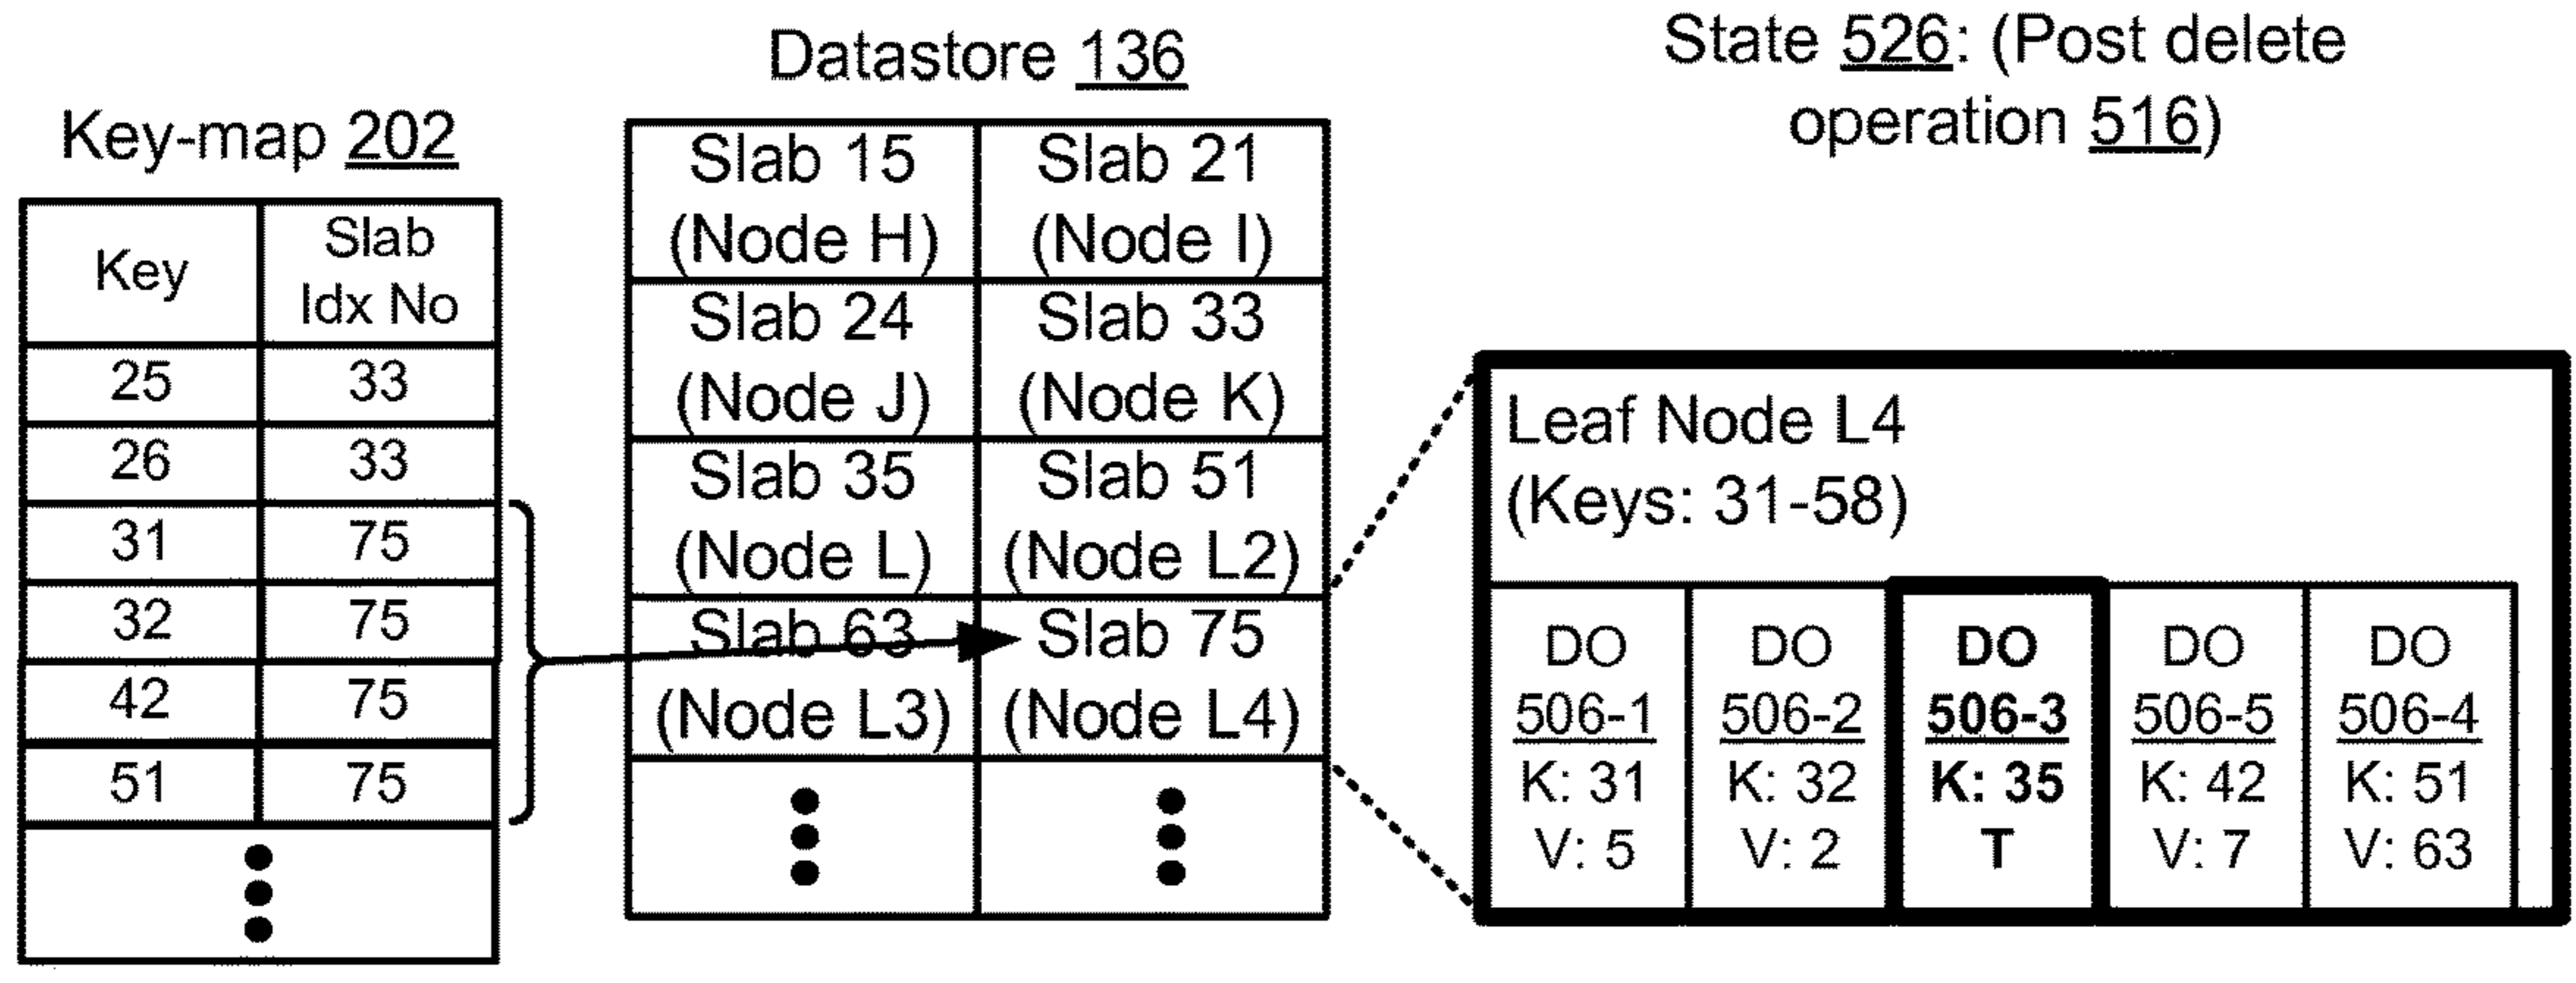 Key-map 202
Key
Slab
Idx No
25 33
26 33
31 75
32 75
42 75
51 75
Datastore 136
Slab 15 Slab 21
(Node H) (Node I)
Slab 24 Slab 33
(Node J) (Node K)
Slab 35 Slab 51
(Node L) (Node L2)
Slab 63 Slab 75
(Node L3) (Node L4)
State 526: (Post delete
operation 516)
Leaf Node L4
(Keys: 31-58)
DO DO DO DO DO
506-1 506-2 506-3 506-5 506-4
K: 31 K: 32 K: 35 K: 42 K: 51
V: 5 V: 2 T V: 7 V: 63